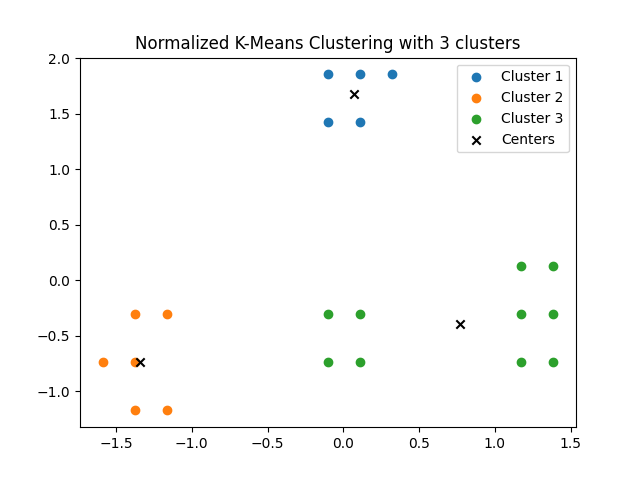 Normalized K-Means Clustering with 3 clusters
Cluster 1
Cluster 2
Cluster 3
Centers
2.0
1.5
1.0
0.5
0.0
−0.5
−1.0
−1.5
−1.0
−0.5
0.0
0.5
1.0
1.5